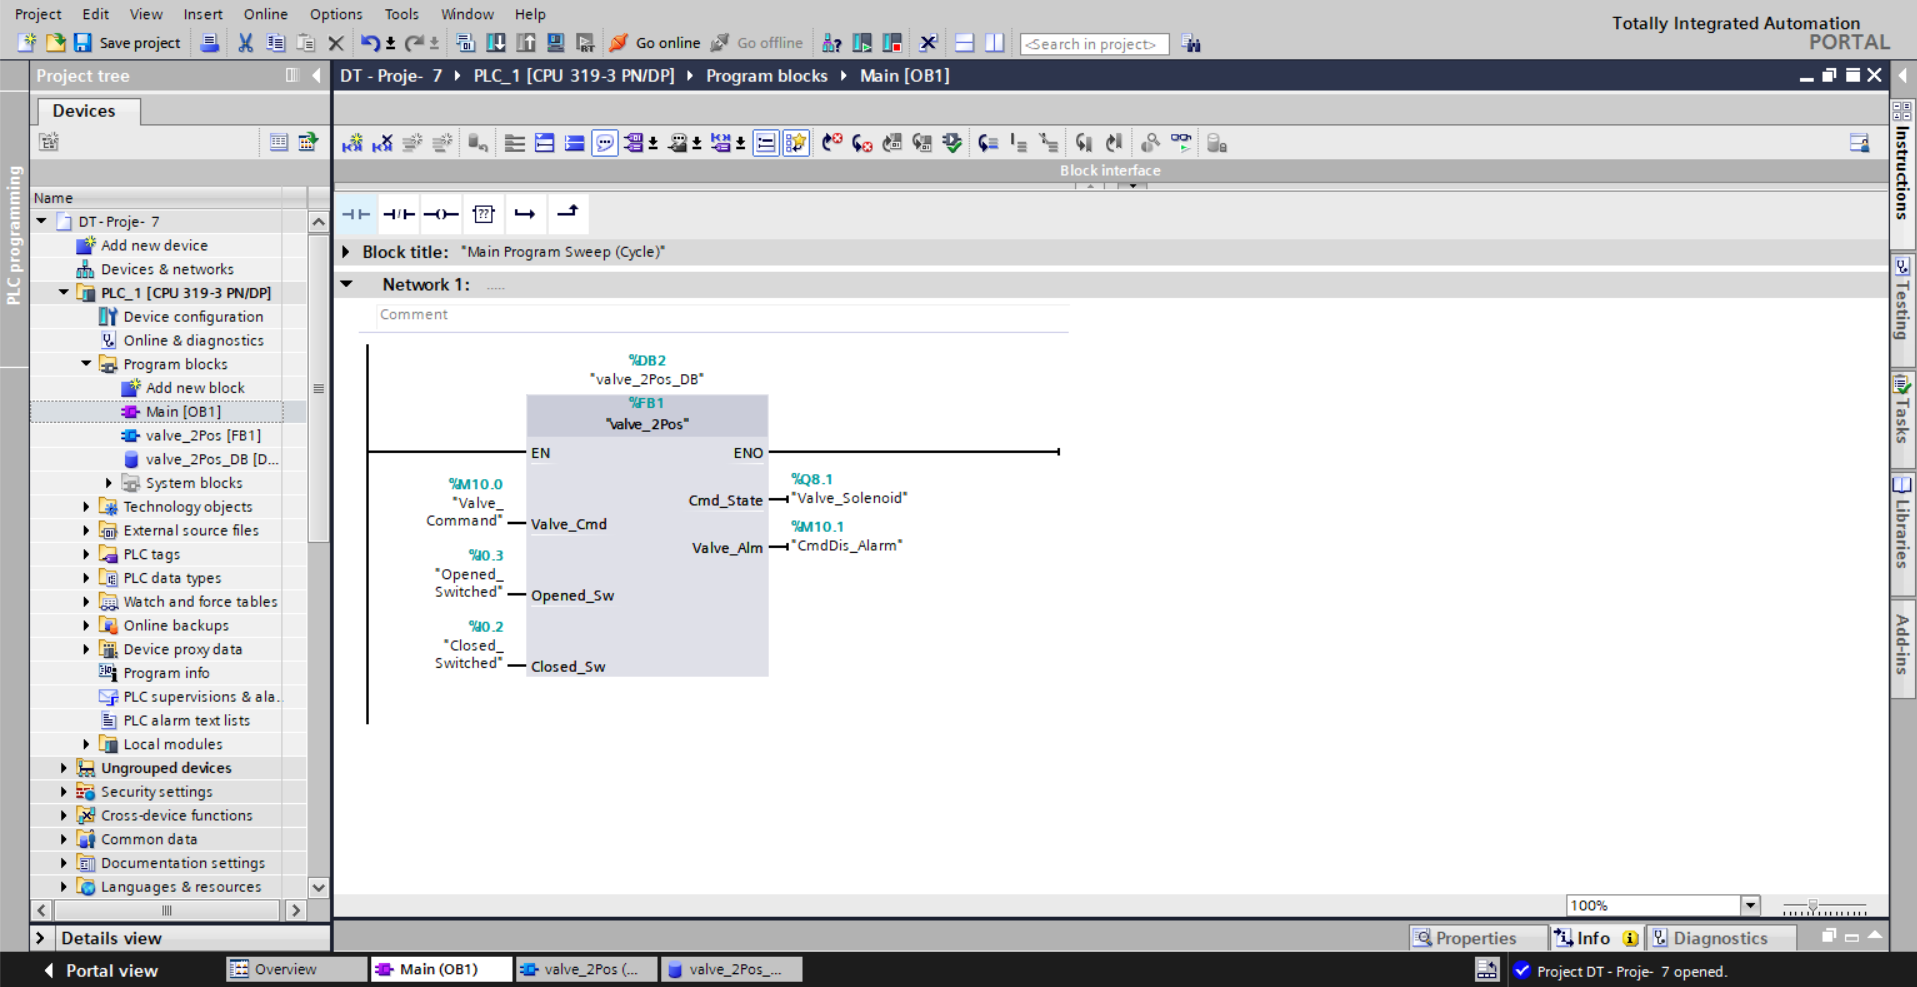 Project Edit View Insert Online Options Tools Window Help
Totally Integrated Automation
PORTAL
Save project
Go online
Go offline
<Search in project>
Project tree
DT - Proje- 7 PLC_1 [CPU 319-3 PN/DP] Program blocks Main [OB1]
Devices
Block interface
Name
DT - Proje- 7
Add new device
Devices & networks
PLC_1 [CPU 319-3 PN/DP]
Device configuration
Online & diagnostics
Program blocks
Add new block
Main [OB1]
valve_2Pos [FB1]
valve_2Pos_DB [D...
System blocks
Technology objects
External source files
PLC tags
PLC data types
Watch and force tables
Online backups
Device proxy data
Program info
PLC supervisions & ala..
PLC alarm text lists
Local modules
Ungrouped devices
Security settings
Cross-device functions
Common data
Documentation settings
Languages & resources
Details view
PLC programming
??
Block title: "Main Program Sweep (Cycle)"
Network 1: .....
Comment
%DB2
"valve_2Pos_DB"
%FB1
"valve_2Pos"
EN
ENO
%M10.0
"Valve_
Command"
Valve_Cmd
%I0.3
"Opened_
Switched"
Opened_Sw
%I0.2
"Closed_
Switched"
Closed_Sw
Cmd_State
%Q8.1
"Valve_Solenoid"
Valve_Alm
%M10.1
"CmdDis_Alarm"
Instructions
Testing
Tasks
Libraries
Add-ins
100%
Properties
Info
Diagnostics
Portal view
Overview
Main (OB1)
valve_2Pos (...
valve_2Pos_...
Project DT - Proje- 7 opened.